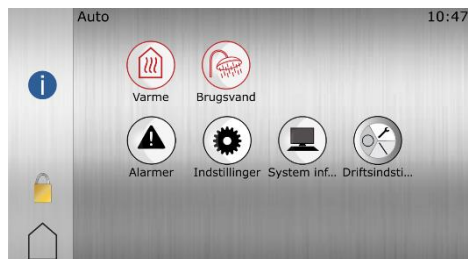 Auto 10:47
Varme Brugsvand
Alarmer Indstillinger System inf... Driftsindsti...